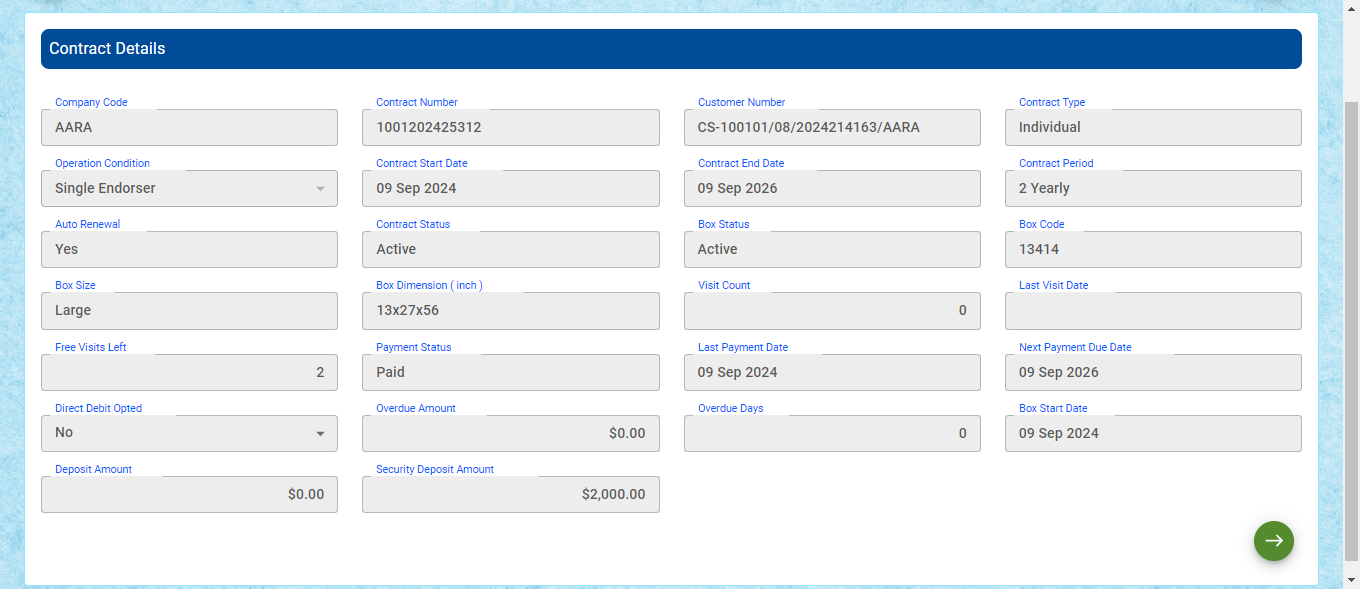 Contract Details
Company Code Contract Number Customer Number Contract Type
AARA 1001202425312 CS-100101/08/2024214163/AARA Individual
Operation Condition Contract Start Date Contract End Date Contract Period
Single Endorser 09 Sep 2024 09 Sep 2026 2 Yearly
Auto Renewal Contract Status Box Status Box Code
Yes Active Active 13414
Box Size Box Dimension ( inch ) Visit Count Last Visit Date
Large 13x27x56 0
Free Visits Left Payment Status Last Payment Date Next Payment Due Date
2 Paid 09 Sep 2024 09 Sep 2026
Direct Debit Opted Overdue Amount Overdue Days Box Start Date
No $0.00 0 09 Sep 2024
Deposit Amount Security Deposit Amount
$0.00 $2,000.00